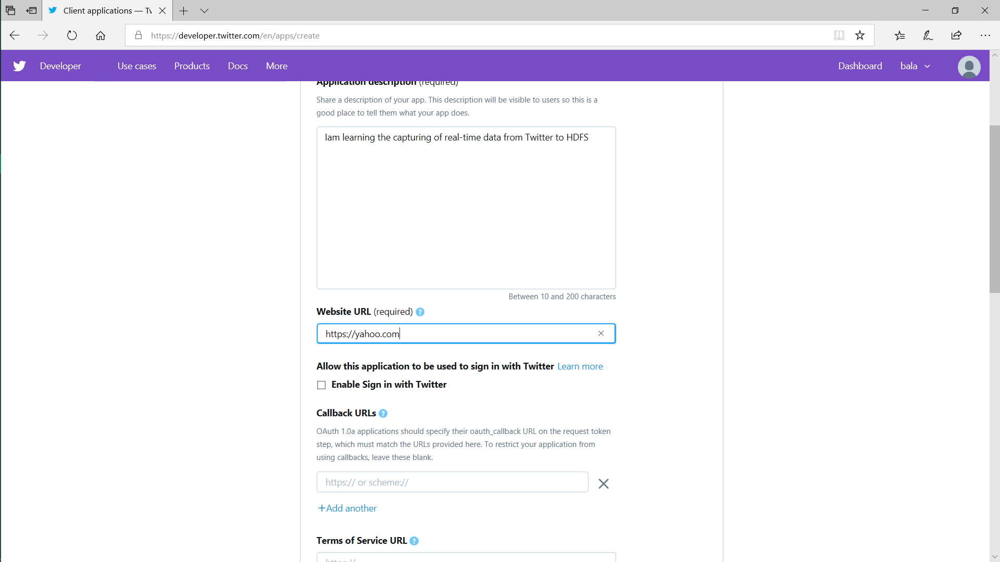 Client applications — Tw
https://developer.twitter.com/en/apps/create
Developer Use cases Products Docs More Dashboard bala
Application description (required)
Share a description of your app. This description will be visible to users so this is a
good place to tell them what your app does.
Iam learning the capturing of real-time data from Twitter to HDFS
Between 10 and 200 characters
Website URL (required) ?
https://yahoo.com
Allow this application to be used to sign in with Twitter Learn more
Enable Sign in with Twitter
Callback URLs ?
OAuth 1.0a applications should specify their oauth_callback URL on the request token
step, which must match the URLs provided here. To restrict your application from
using callbacks, leave these blank.
https:// or scheme://
+Add another
Terms of Service URL ?
https://